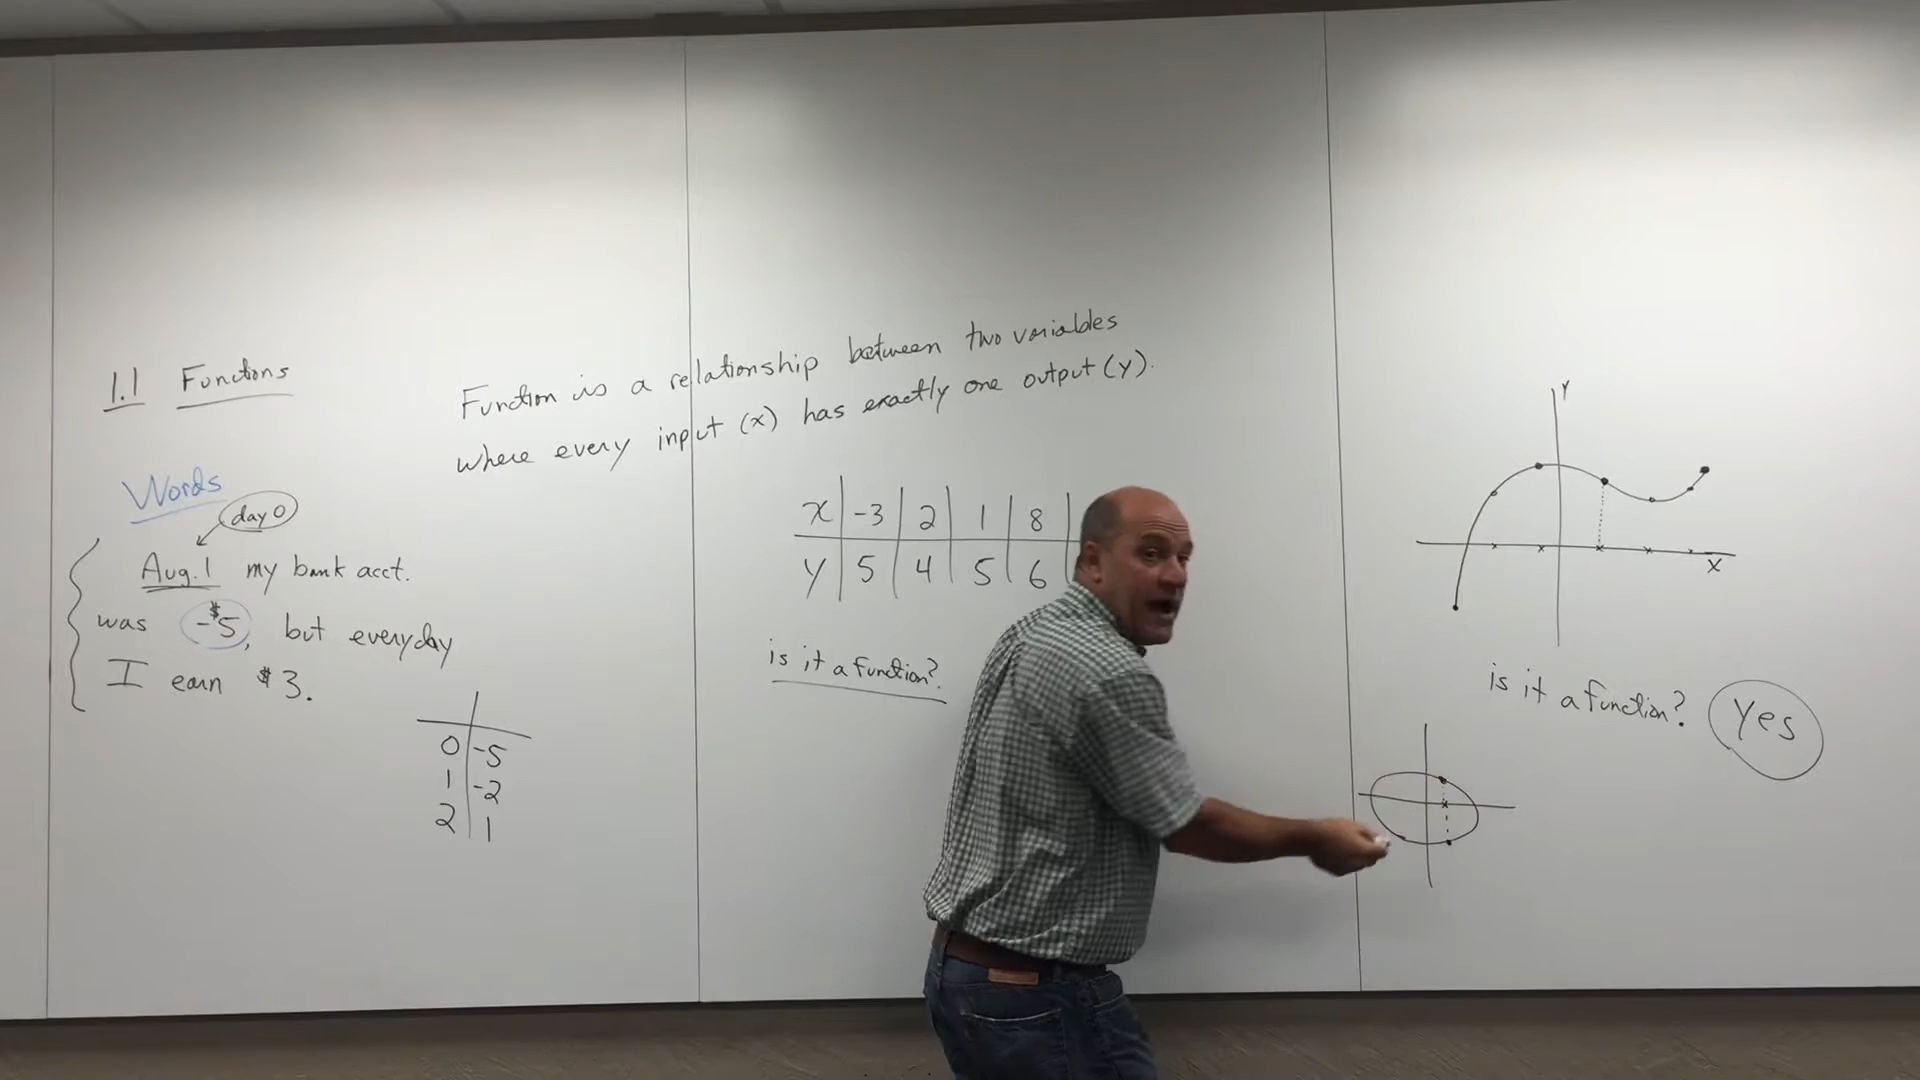 1.1 Functions
Function is a relationship between two variables
where every input (x) has exactly one output (y).
Words
day 0
Aug. 1 my bank acct.
was -$5, but everyday
I earn $3.
0 -5
1 -2
2 1
x -3 2 1 8
y 5 4 5 6
is it a function?
y
x
is it a function? Yes